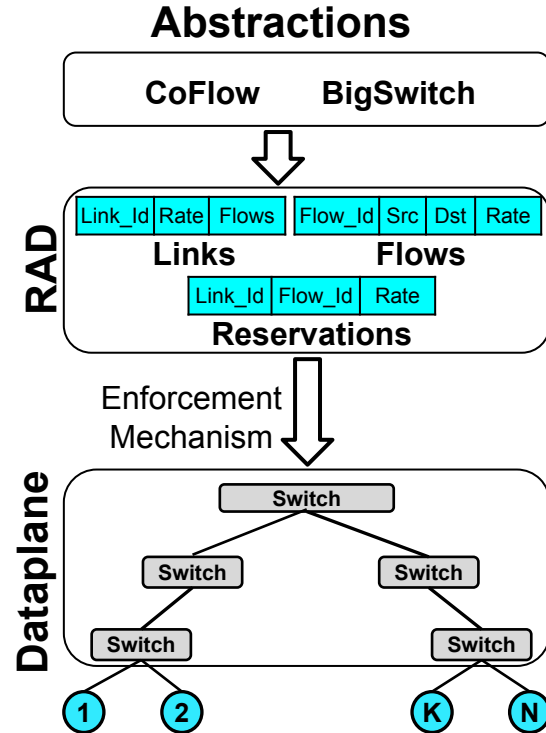 Abstractions
CoFlow BigSwitch
RAD
Link_Id Rate Flows Flow_Id Src Dst Rate
Links Flows
Link_Id Flow_Id Rate
Reservations
Enforcement
Mechanism
Dataplane
Switch
Switch Switch
Switch Switch
1 2 K N